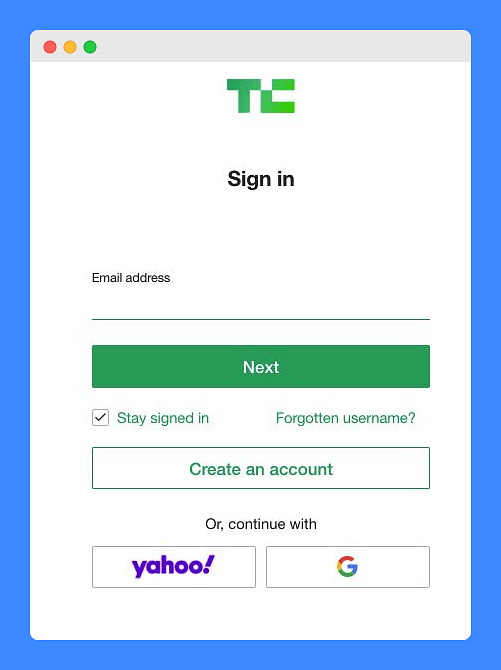 TC
Sign in
Email address
Next
Stay signed in Forgotten username?
Create an account
Or, continue with
yahoo! G